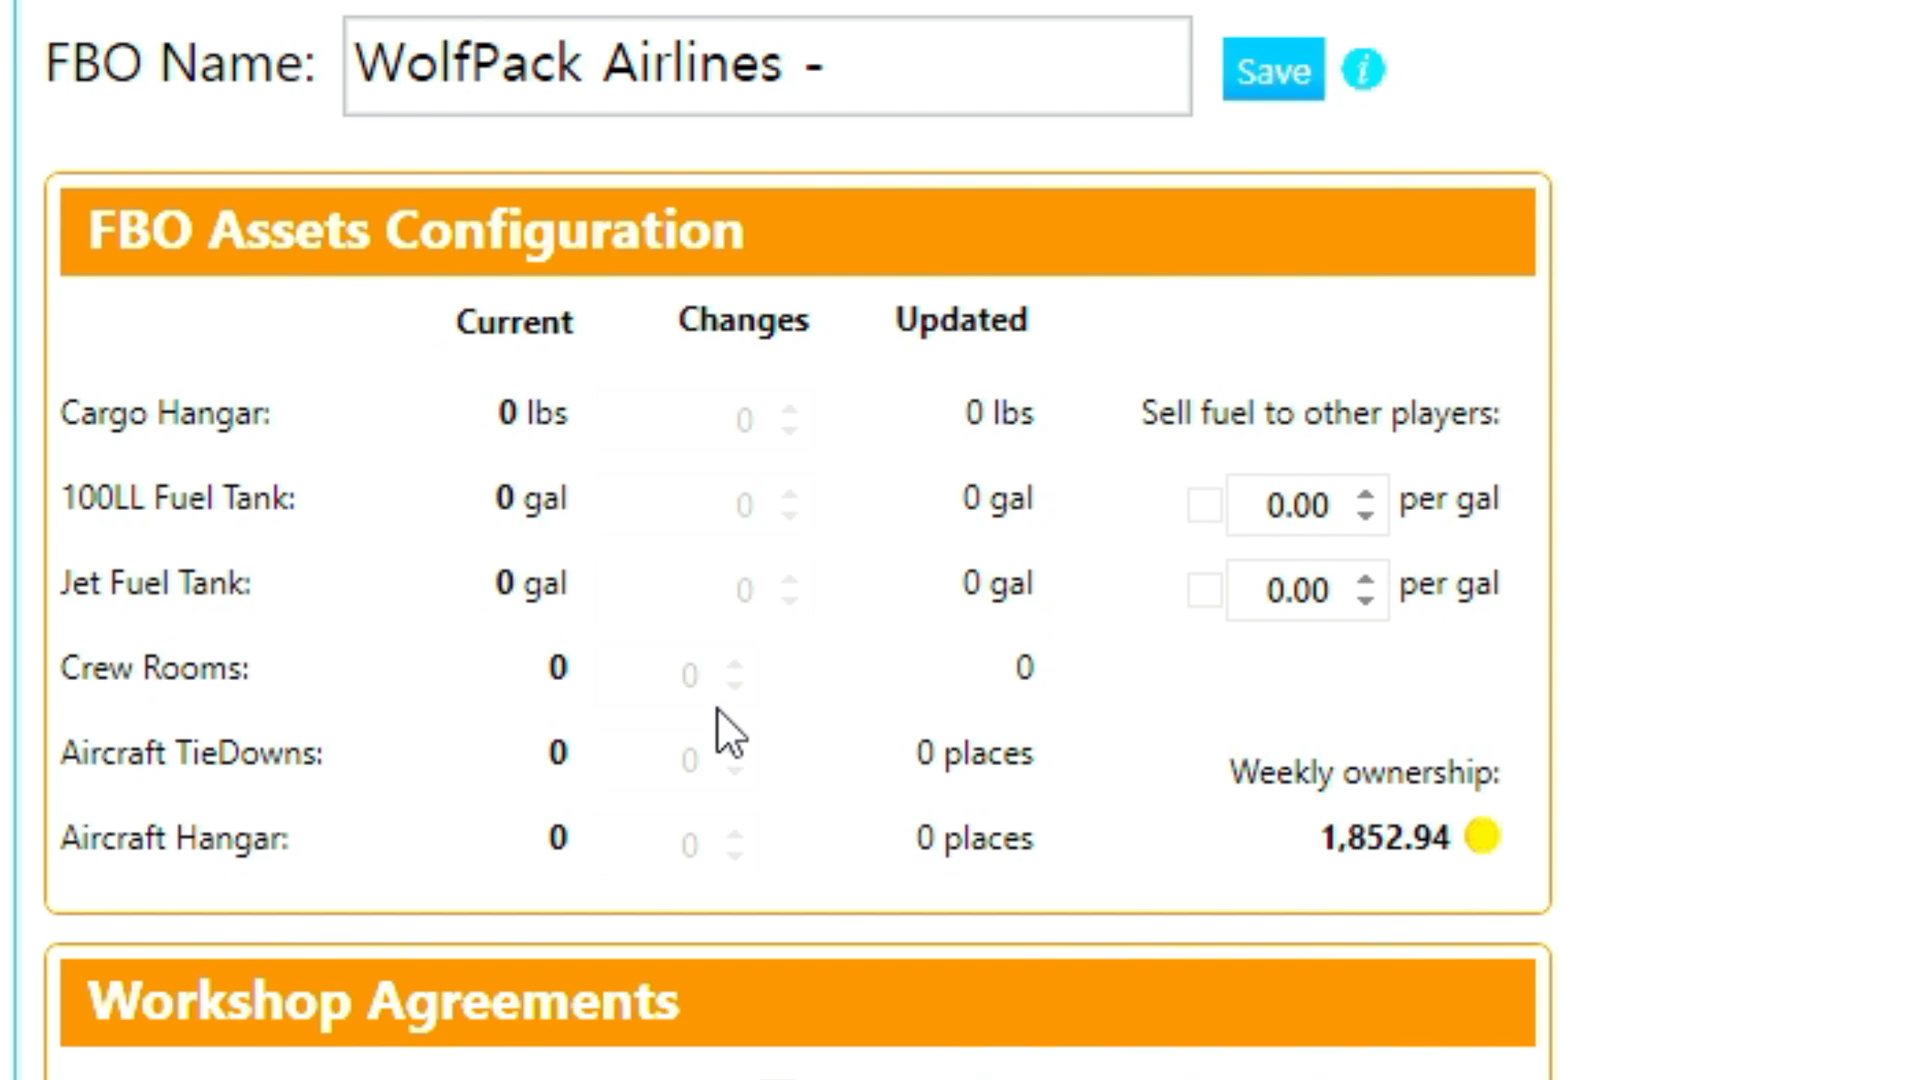 FBO Name: WolfPack Airlines - Save i
FBO Assets Configuration
Current Changes Updated
Cargo Hangar: 0 lbs 0 0 lbs Sell fuel to other players:
100LL Fuel Tank: 0 gal 0 0 gal 0.00 per gal
Jet Fuel Tank: 0 gal 0 0 gal 0.00 per gal
Crew Rooms: 0 0 0
Aircraft TieDowns: 0 0 0 places
Weekly ownership:
Aircraft Hangar: 0 0 0 places 1,852.94
Workshop Agreements